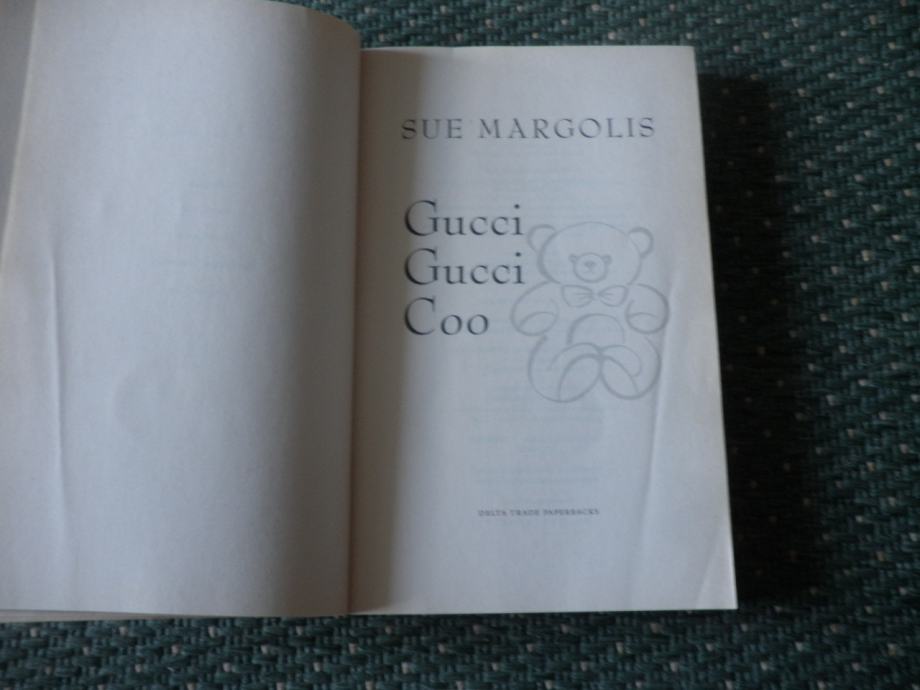 SUE MARGOLIS
Gucci
Gucci
Coo
DELTA TRADE PAPERBACKS